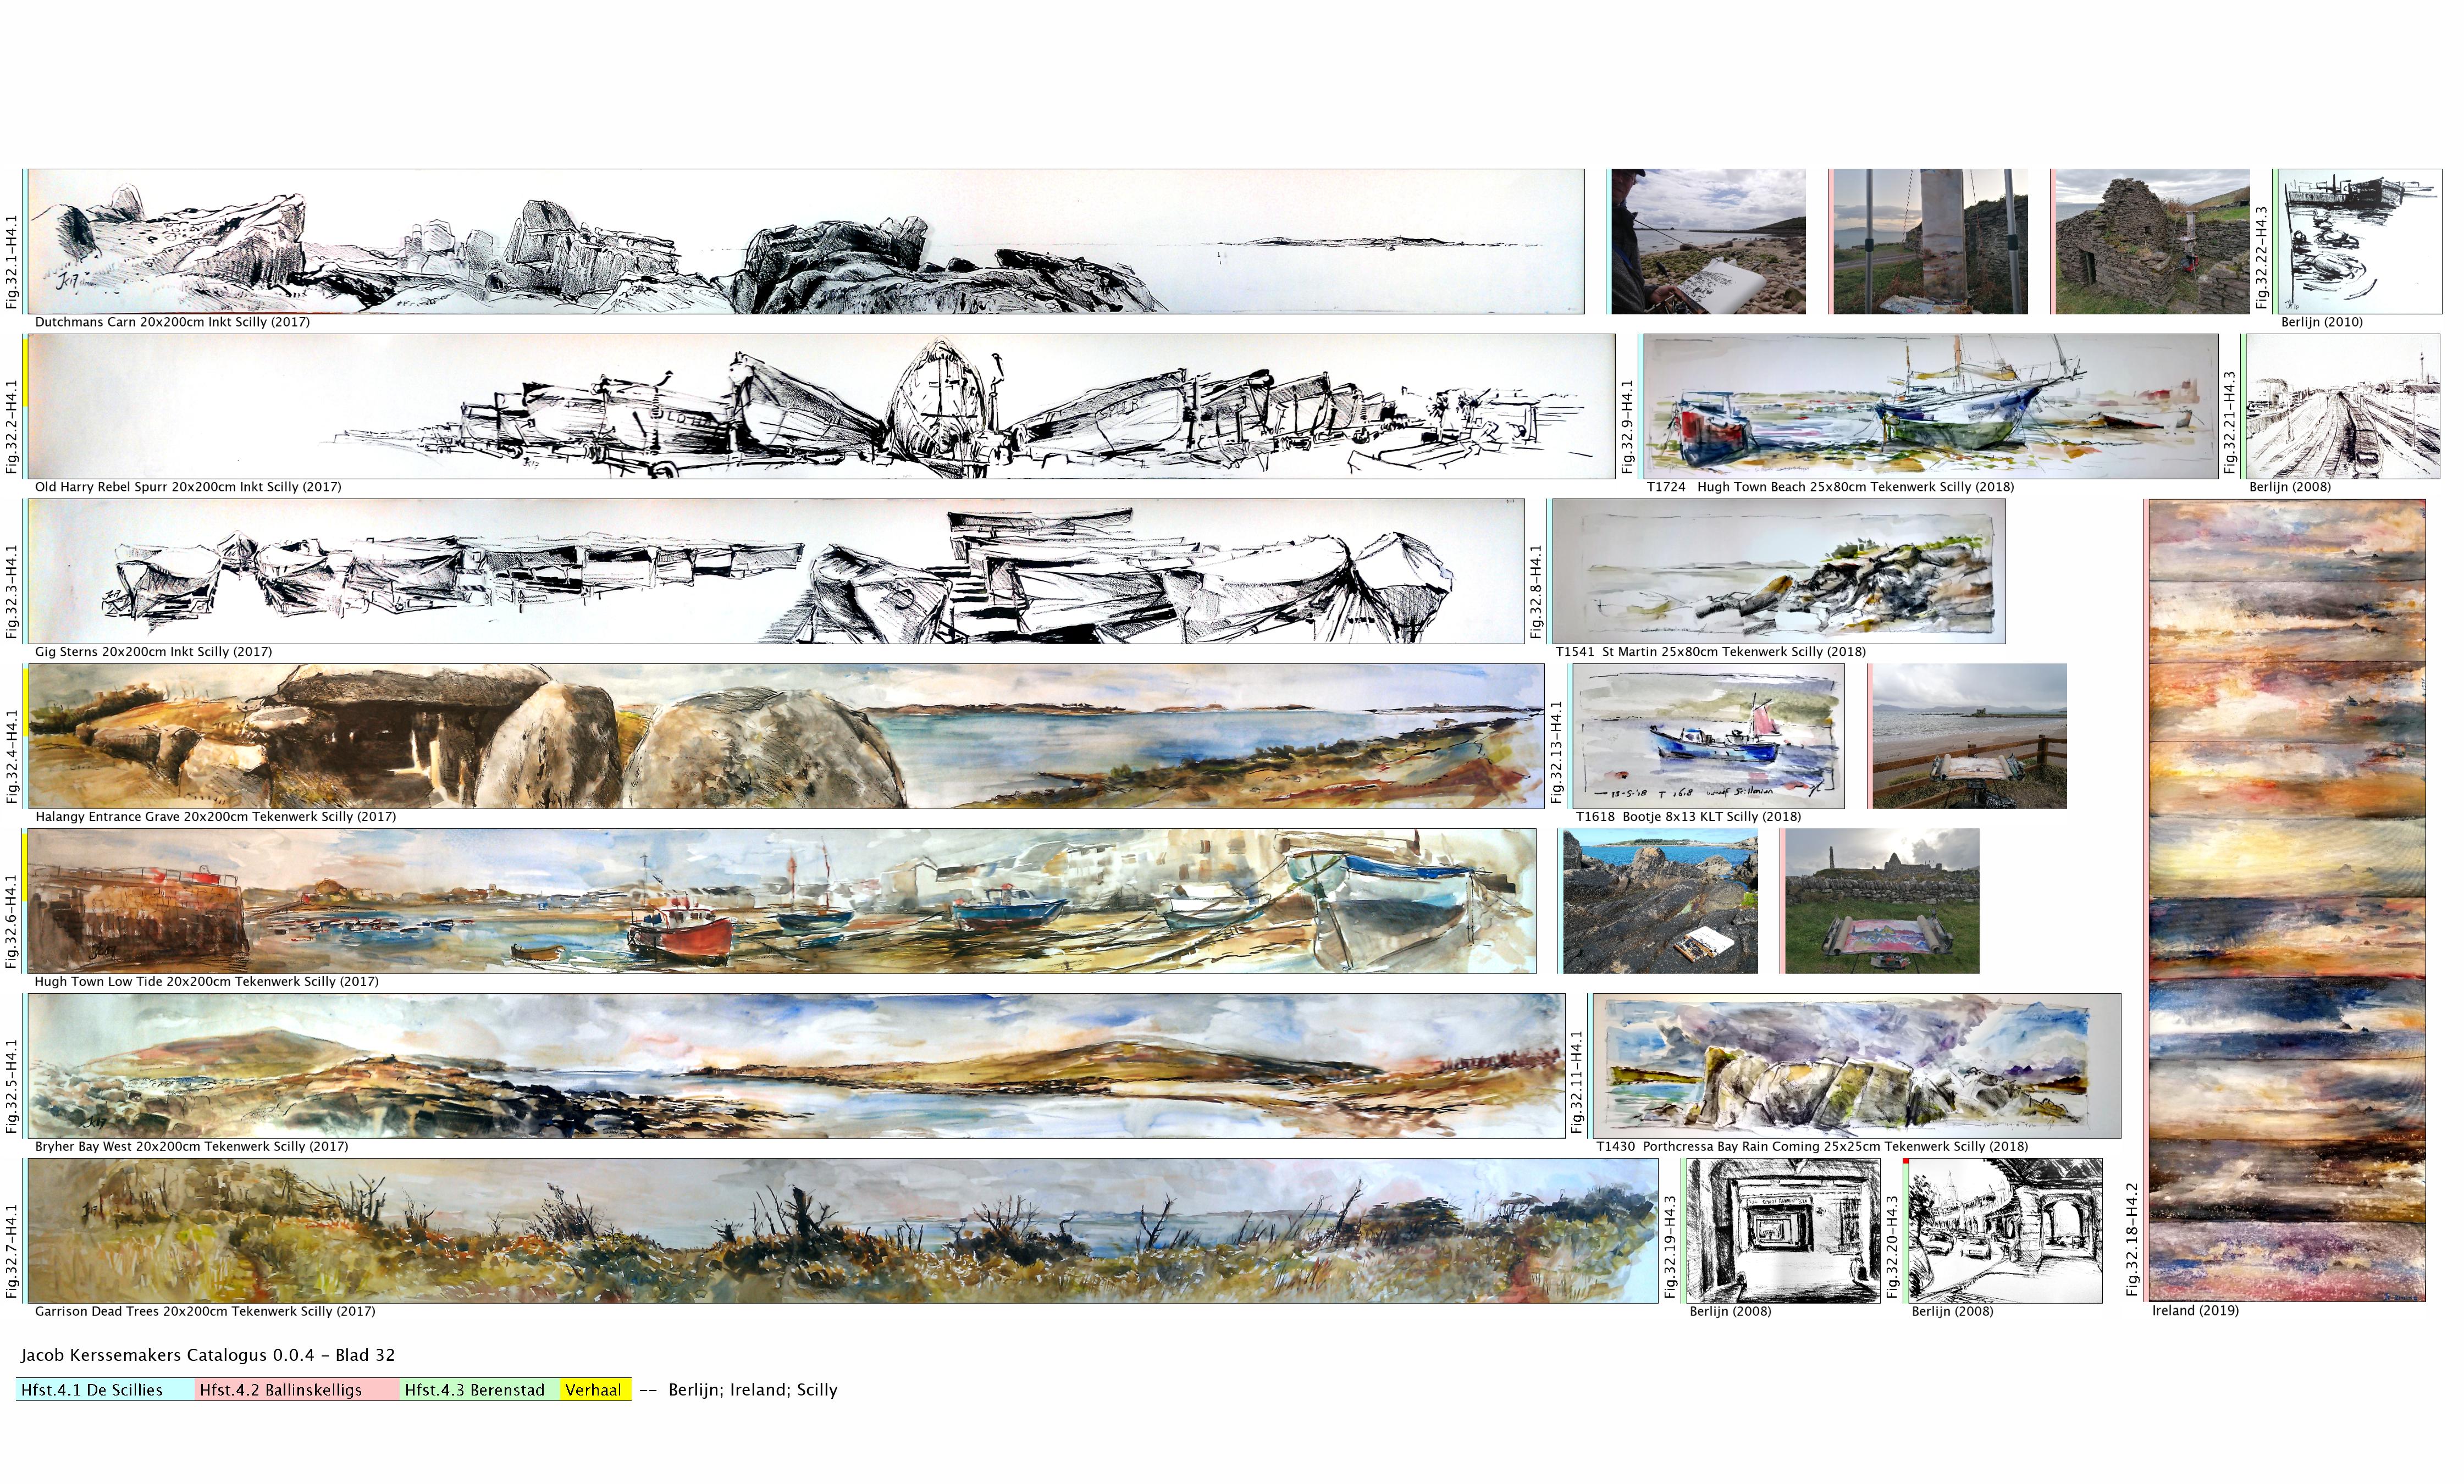 Fig.32.1-H4.1
Dutchmans Carn 20x200cm Inkt Scilly (2017)
Fig.32.22-H4.3
Berlijn (2010)
Fig.32.2-H4.1
Old Harry Rebel Spurr 20x200cm Inkt Scilly (2017)
Fig.32.9-H4.1
T1724 Hugh Town Beach 25x80cm Tekenwerk Scilly (2018)
Fig.32.21-H4.3
Berlijn (2008)
Fig.32.3-H4.1
Gig Sterns 20x200cm Inkt Scilly (2017)
Fig.32.8-H4.1
T1541 St Martin 25x80cm Tekenwerk Scilly (2018)
Fig.32.4-H4.1
Halangy Entrance Grave 20x200cm Tekenwerk Scilly (2017)
Fig.32.13-H4.1
T1618 Bootje 8x13 KLT Scilly (2018)
Fig.32.6-H4.1
Hugh Town Low Tide 20x200cm Tekenwerk Scilly (2017)
Fig.32.5-H4.1
Bryher Bay West 20x200cm Tekenwerk Scilly (2017)
Fig.32.11-H4.1
T1430 Porthcressa Bay Rain Coming 25x25cm Tekenwerk Scilly (2018)
Fig.32.7-H4.1
Garrison Dead Trees 20x200cm Tekenwerk Scilly (2017)
Fig.32.19-H4.3
Berlijn (2008)
Fig.32.20-H4.3
Berlijn (2008)
Fig.32.18-H4.2
Ireland (2019)
Jacob Kerssemakers Catalogus 0.0.4 - Blad 32
Hfst.4.1 De Scillies Hfst.4.2 Ballinskelligs Hfst.4.3 Berenstad Verhaal -- Berlijn; Ireland; Scilly